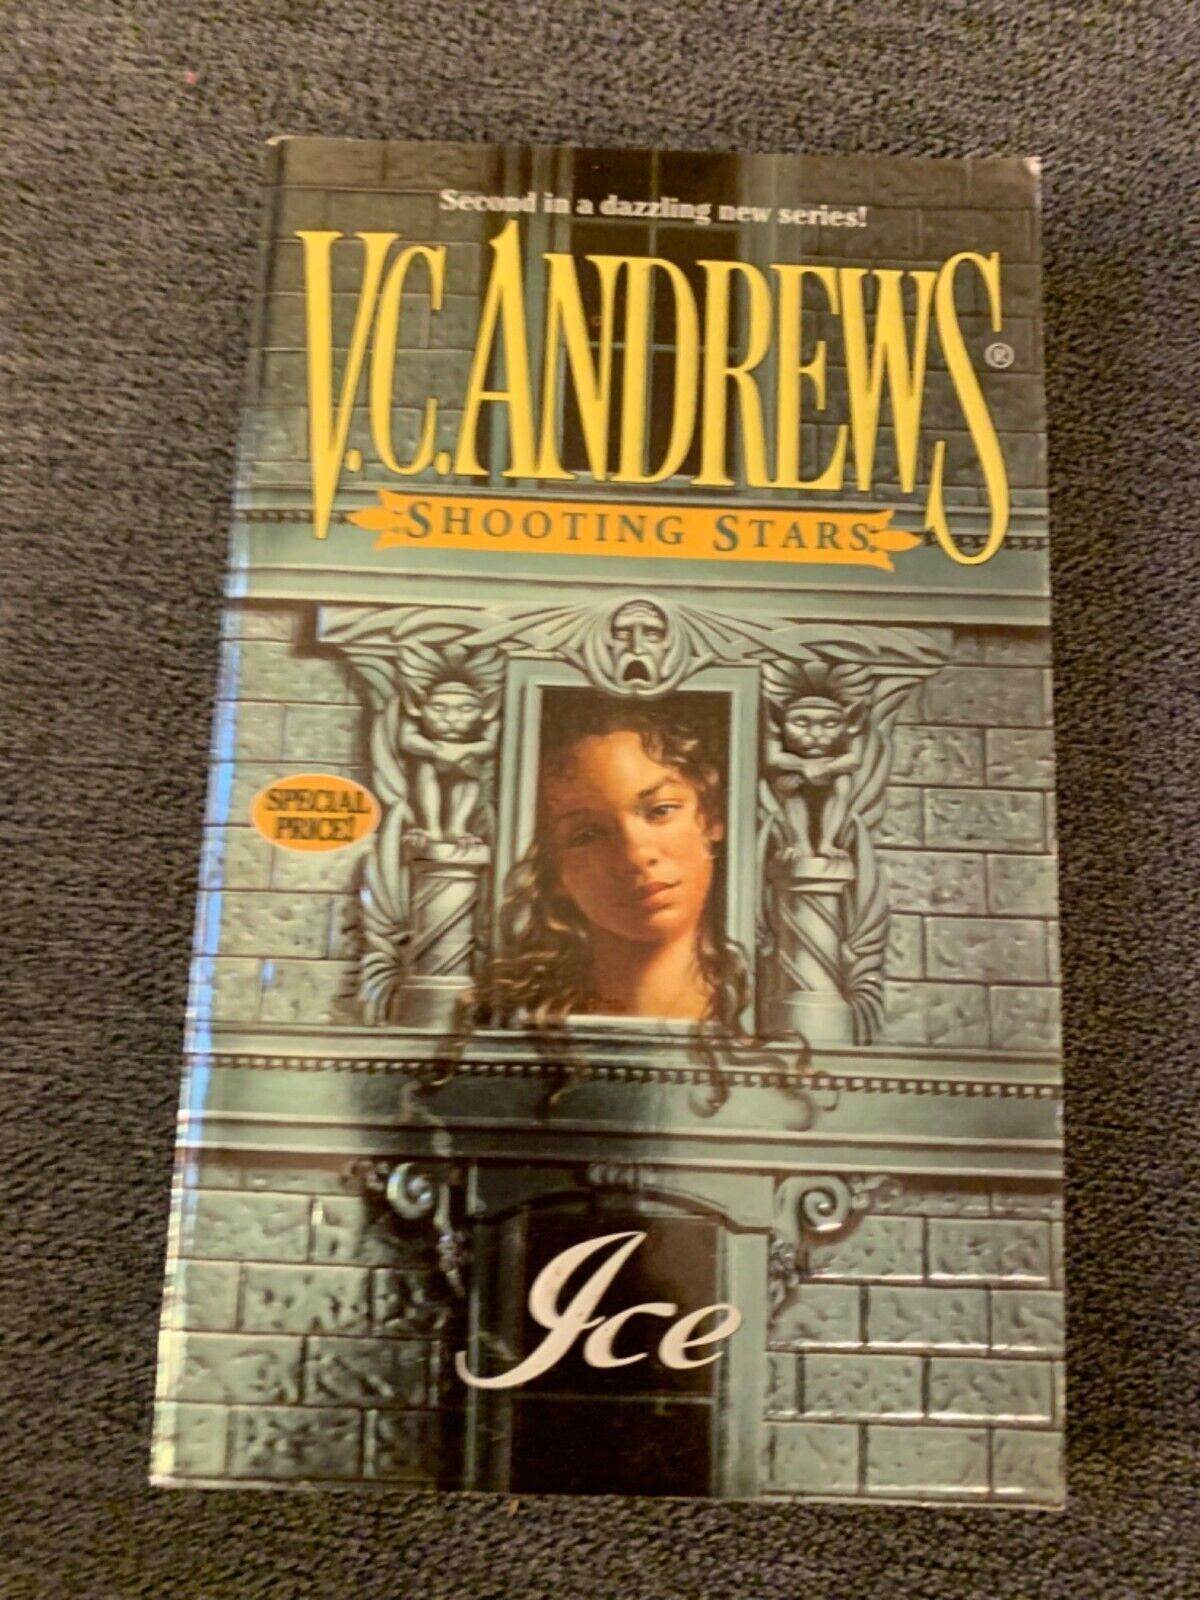 Second in a dazzling new series!
V.C. ANDREWS®
SHOOTING STARS
SPECIAL
PRICE!
Ice